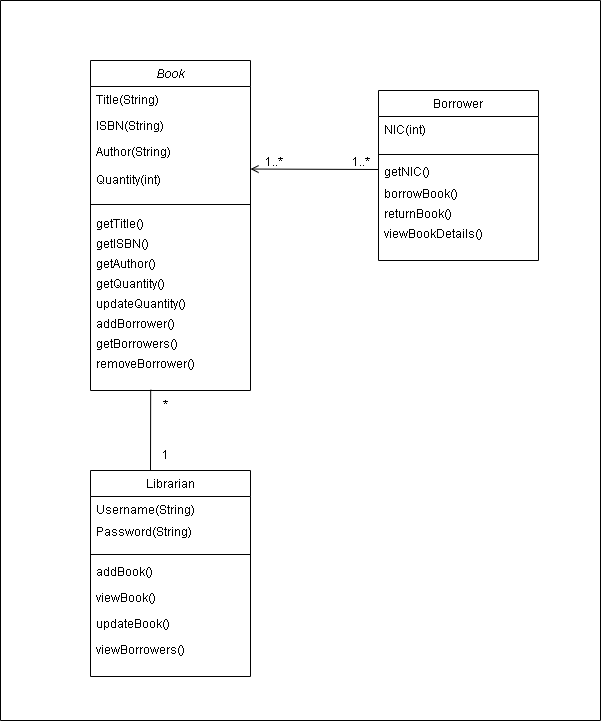 Book
Title(String)
ISBN(String)
Author(String)
Quantity(int)
getTitle()
getISBN()
getAuthor()
getQuantity()
updateQuantity()
addBorrower()
getBorrowers()
removeBorrower()
1..*
1..*
Borrower
NIC(int)
getNIC()
borrowBook()
returnBook()
viewBookDetails()
*
1
Librarian
Username(String)
Password(String)
addBook()
viewBook()
updateBook()
viewBorrowers()